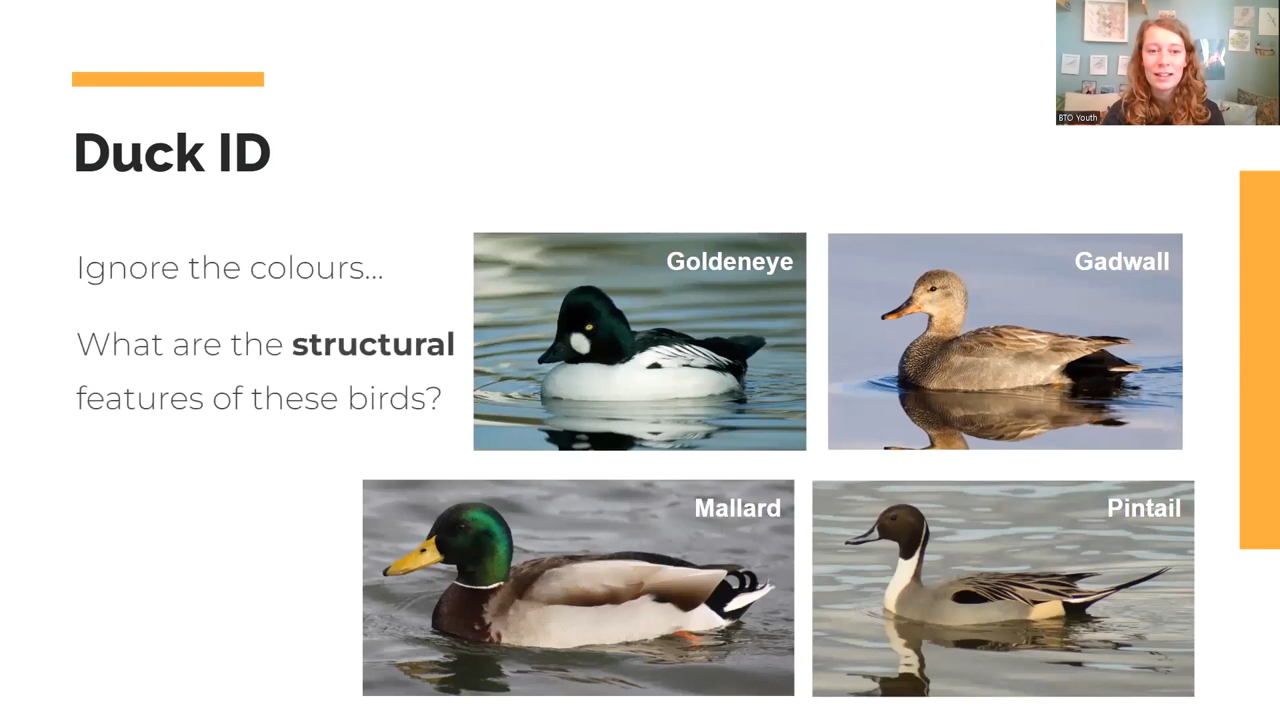 BTO Youth
Duck ID
Ignore the colours...
What are the structural
features of these birds?
Goldeneye
Gadwall
Mallard
Pintail